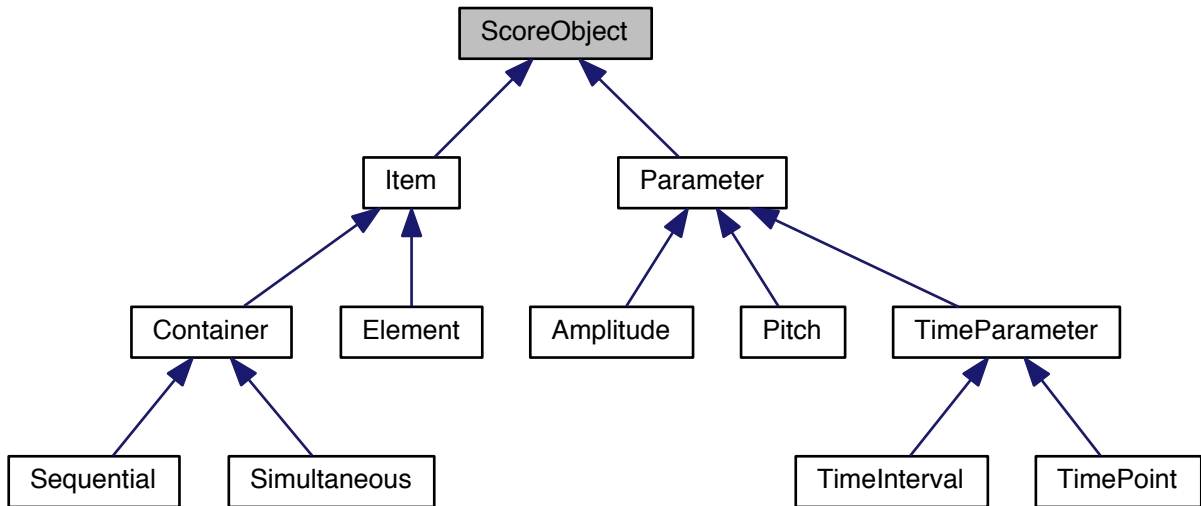 ScoreObject
Item
Parameter
Container
Element
Amplitude
Pitch
TimeParameter
Sequential
Simultaneous
TimeInterval
TimePoint